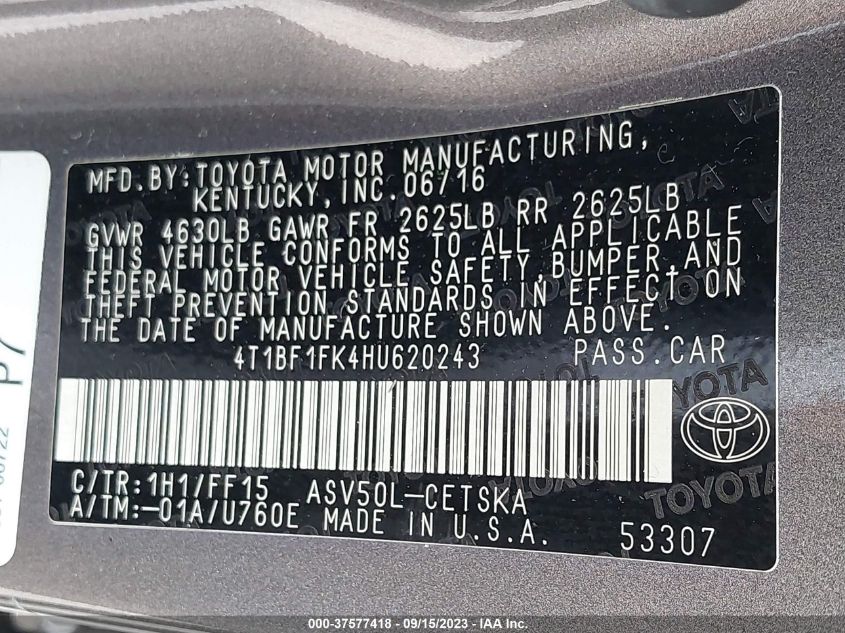 MFD. BY: TOYOTA MOTOR MANUFACTURING,
KENTUCKY, INC. 06/16
GVWR 4630LB GAWR FR 2625LB RR 2625LB
THIS VEHICLE CONFORMS TO ALL APPLICABLE
FEDERAL MOTOR VEHICLE SAFETY, BUMPER AND
THEFT PREVENTION STANDARDS IN EFFECT ON
THE DATE OF MANUFACTURE SHOWN ABOVE.
4T1BF1FK4HU620243 PASS. CAR
C/TR: 1H1/FF15 ASV50L-CETSKA
A/TM: -01A/U760E MADE IN U.S.A.
53307
TOYOTA
P7
000-37577418 - 09/15/2023 - IAA Inc.